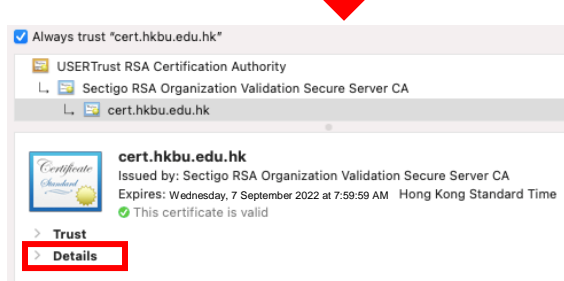 Always trust “cert.hkbu.edu.hk”
USERTrust RSA Certification Authority
Sectigo RSA Organization Validation Secure Server CA
cert.hkbu.edu.hk
Certificate
Standard
cert.hkbu.edu.hk
Issued by: Sectigo RSA Organization Validation Secure Server CA
Expires: Wednesday, 7 September 2022 at 7:59:59 AM Hong Kong Standard Time
This certificate is valid
Trust
Details